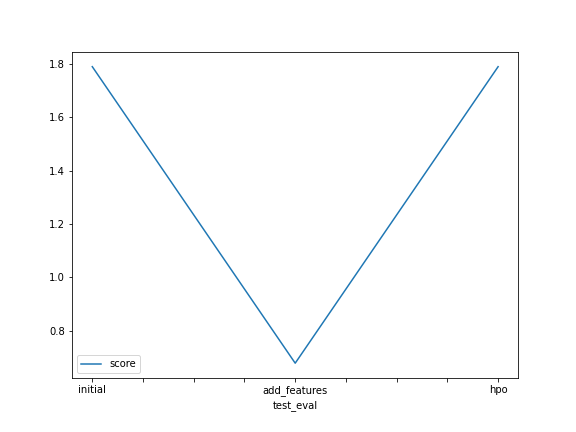 1.8
1.6
1.4
1.2
1.0
0.8
score
initial
add_features
hpo
test_eval